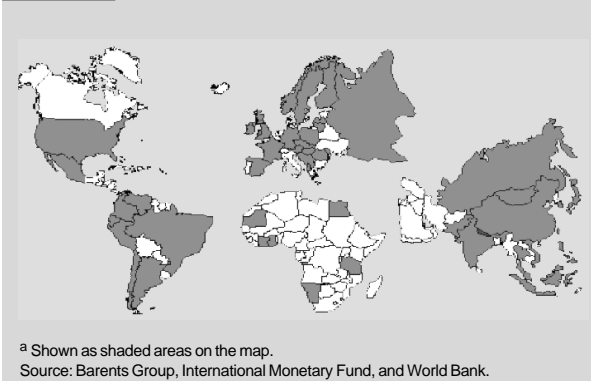 a Shown as shaded areas on the map.
Source: Barents Group, International Monetary Fund, and World Bank.